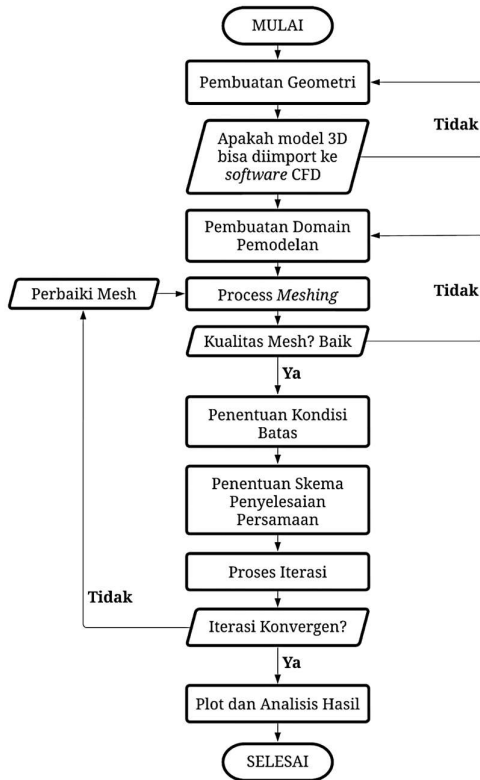 MULAI
Pembuatan Geometri
Tidak
Apakah model 3D
bisa diimport ke
software CFD
Pembuatan Domain
Pemodelan
Tidak
Perbaiki Mesh
Process Meshing
Kualitas Mesh? Baik
Ya
Penentuan Kondisi
Batas
Penentuan Skema
Penyelesaian
Persamaan
Proses Iterasi
Tidak
Iterasi Konvergen?
Ya
Plot dan Analisis Hasil
SELESAI